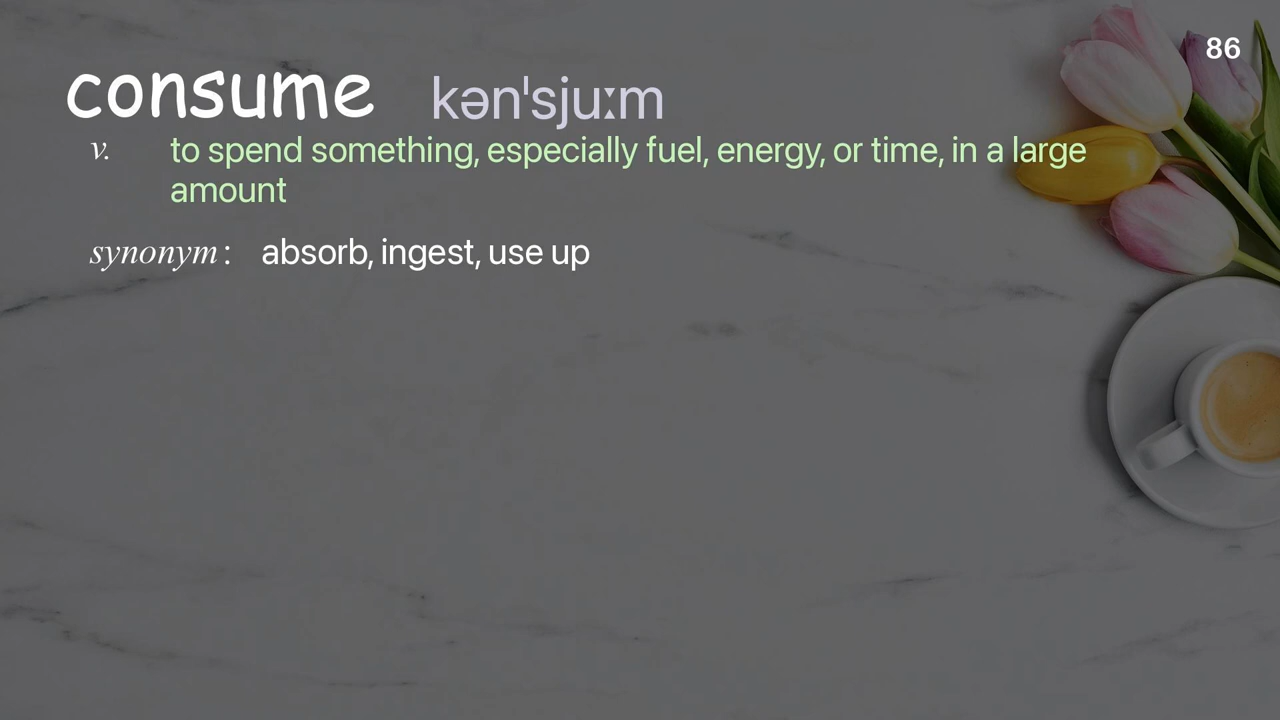 86
consume kən'sjuːm
v. to spend something, especially fuel, energy, or time, in a large
amount
synonym : absorb, ingest, use up